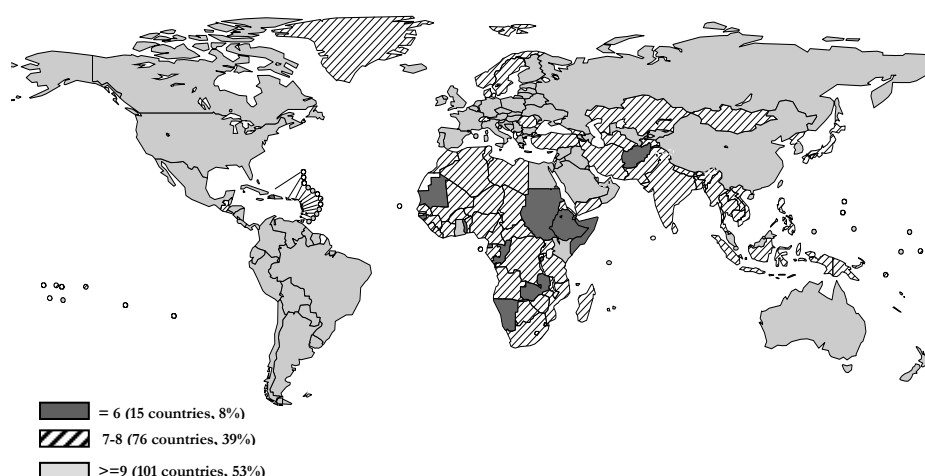 = 6 (15 countries, 8%)
7-8 (76 countries, 39%)
>=9 (101 countries, 53%)